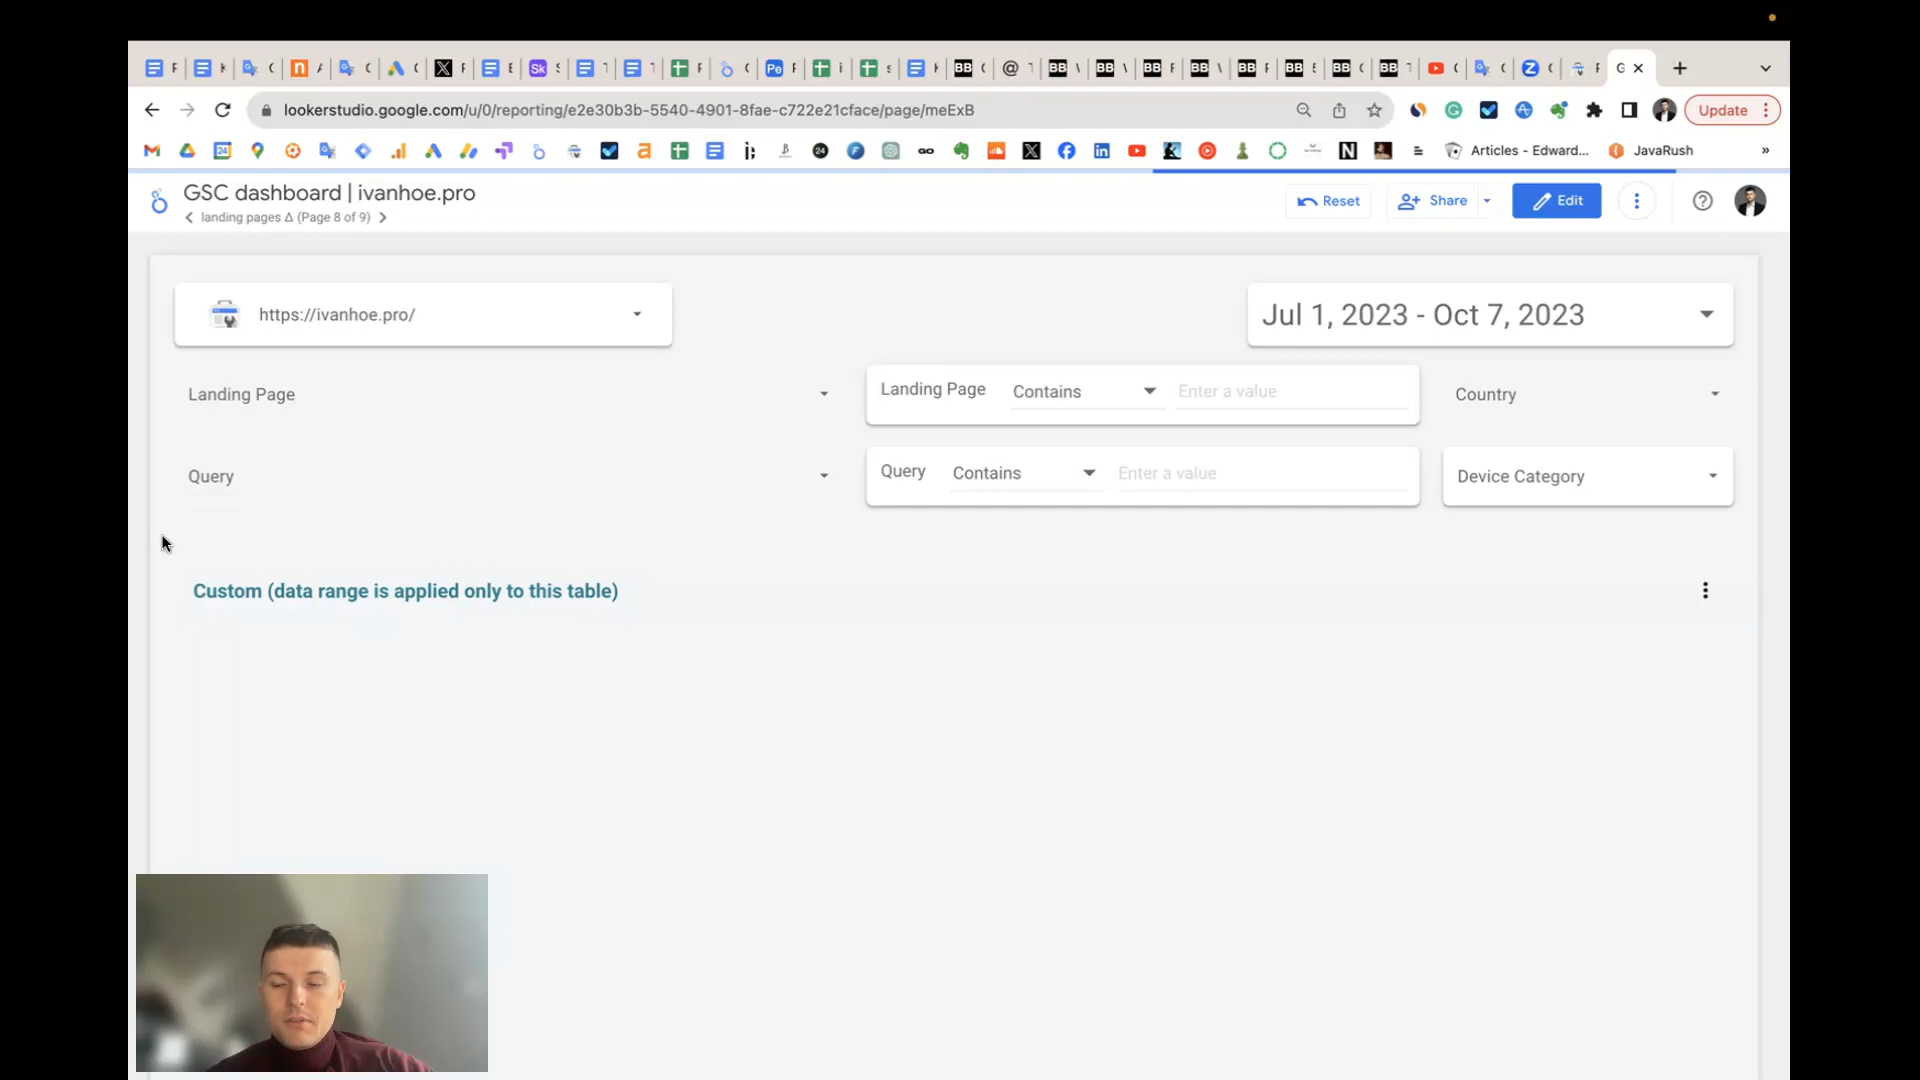 lookerstudio.google.com/u/0/reporting/e2e30b3b-5540-4901-8fae-c722e21cface/page/meExB
Update
Articles - Edward...
JavaRush
GSC dashboard | ivanhoe.pro
landing pages Δ (Page 8 of 9)
Reset
Share
Edit
https://ivanhoe.pro/
Jul 1, 2023 - Oct 7, 2023
Landing Page
Landing Page Contains Enter a value
Country
Query
Query Contains Enter a value
Device Category
Custom (data range is applied only to this table)